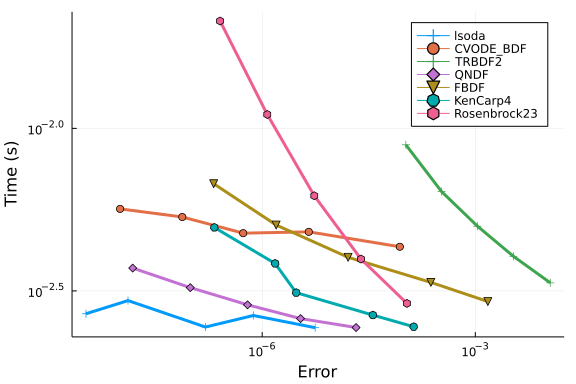 lsoda
CVODE_BDF
TRBDF2
QNDF
FBDF
KenCarp4
Rosenbrock23
Time (s)
10^-2.0
10^-2.5
10^-6
10^-3
Error